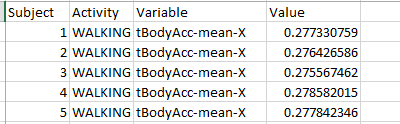 Subject Activity Variable Value
1 WALKING tBodyAcc-mean-X 0.277330759
2 WALKING tBodyAcc-mean-X 0.276426586
3 WALKING tBodyAcc-mean-X 0.275567462
4 WALKING tBodyAcc-mean-X 0.278582015
5 WALKING tBodyAcc-mean-X 0.277842346